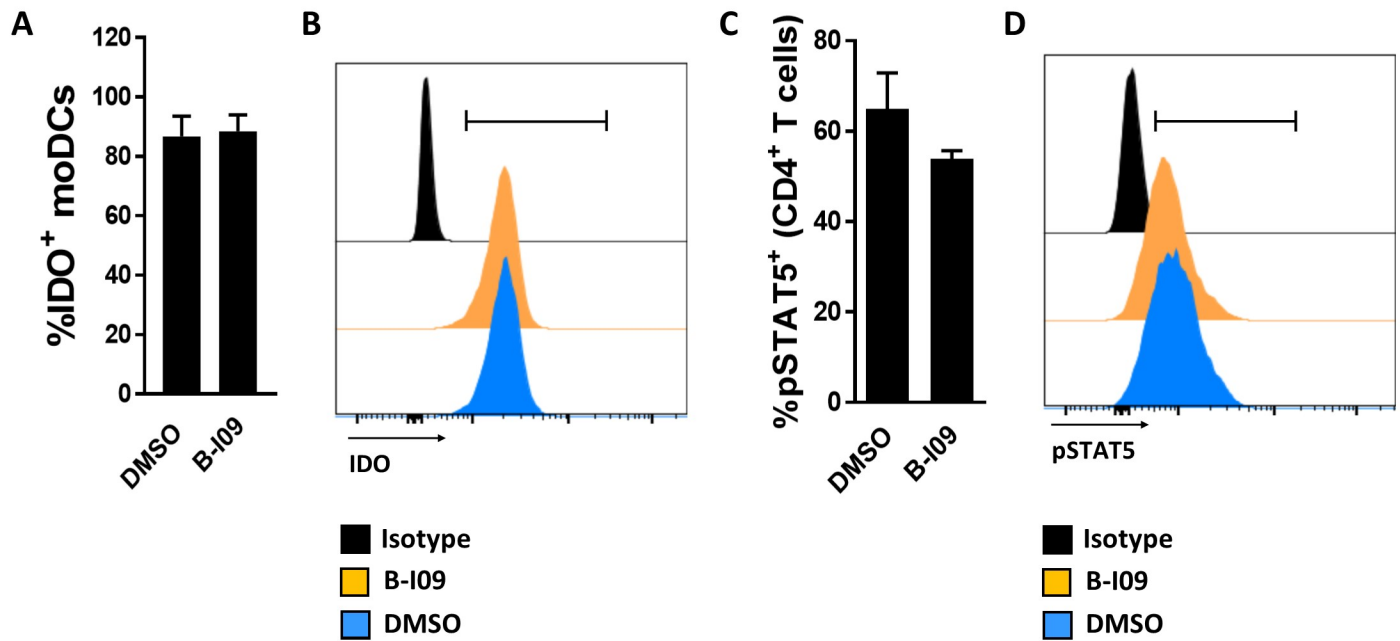 A
%IDO+ moDCs
120
100
80
60
40
20
0
DMSO
B-I09
B
IDO
Isotype
B-I09
DMSO
C
%pSTAT5+ (CD4+ T cells)
80
60
40
20
0
DMSO
B-I09
D
pSTAT5
Isotype
B-I09
DMSO